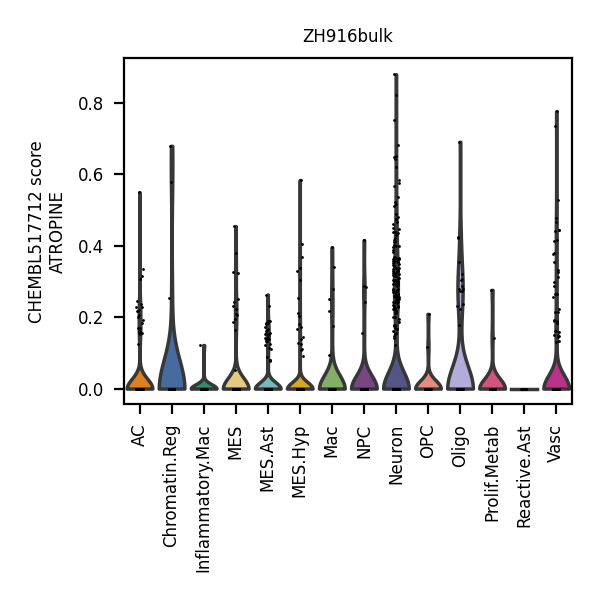 ZH916bulk
CHEMBL517712 score
ATROPINE
0.8
0.6
0.4
0.2
0.0
AC
Chromatin.Reg
Inflammatory.Mac
MES
MES.Ast
MES.Hyp
Mac
NPC
Neuron
OPC
Oligo
Prolif.Metab
Reactive.Ast
Vasc